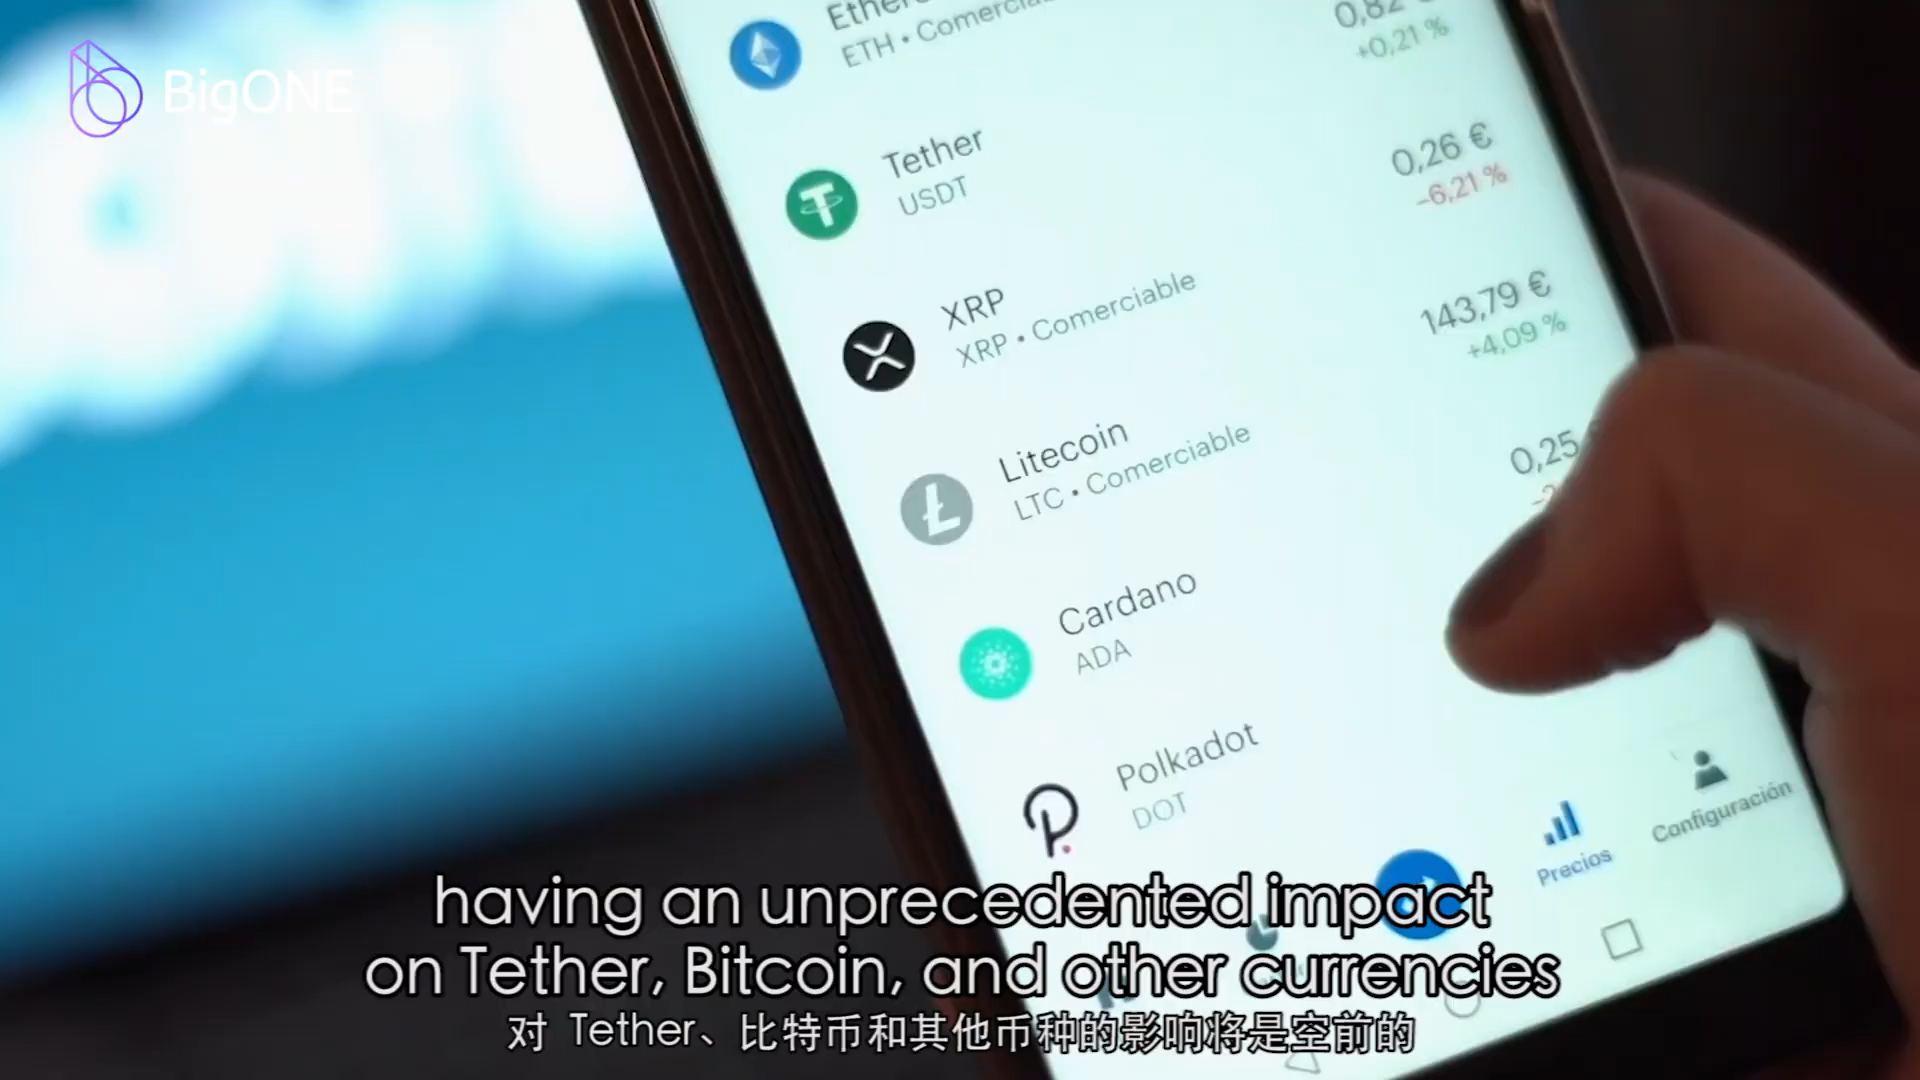 BigONE
ETH • Comercia
0,82
+0,21 %
Tether
USDT
0,26 €
-6,21 %
XRP
XRP • Comerciable
143,79 €
+4,09 %
Litecoin
LTC • Comerciable
0,25
Cardano
ADA
Polkadot
DOT
Precios
Configuración
having an unprecedented impact
on Tether, Bitcoin, and other currencies
对 Tether、比特币和其他币种的影响将是空前的